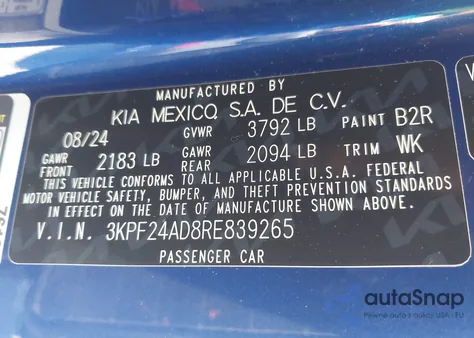 MANUFACTURED BY
KIA MEXICO, S.A. DE C.V.
08/24 GVWR 3792 LB PAINT B2R
GAWR FRONT 2183 LB GAWR REAR 2094 LB TRIM WK
THIS VEHICLE CONFORMS TO ALL APPLICABLE U.S.A. FEDERAL
MOTOR VEHICLE SAFETY, BUMPER, AND THEFT PREVENTION STANDARDS
IN EFFECT ON THE DATE OF MANUFACTURE SHOWN ABOVE.
V.I.N. 3KPF24AD8RE839265
PASSENGER CAR
autoSnap